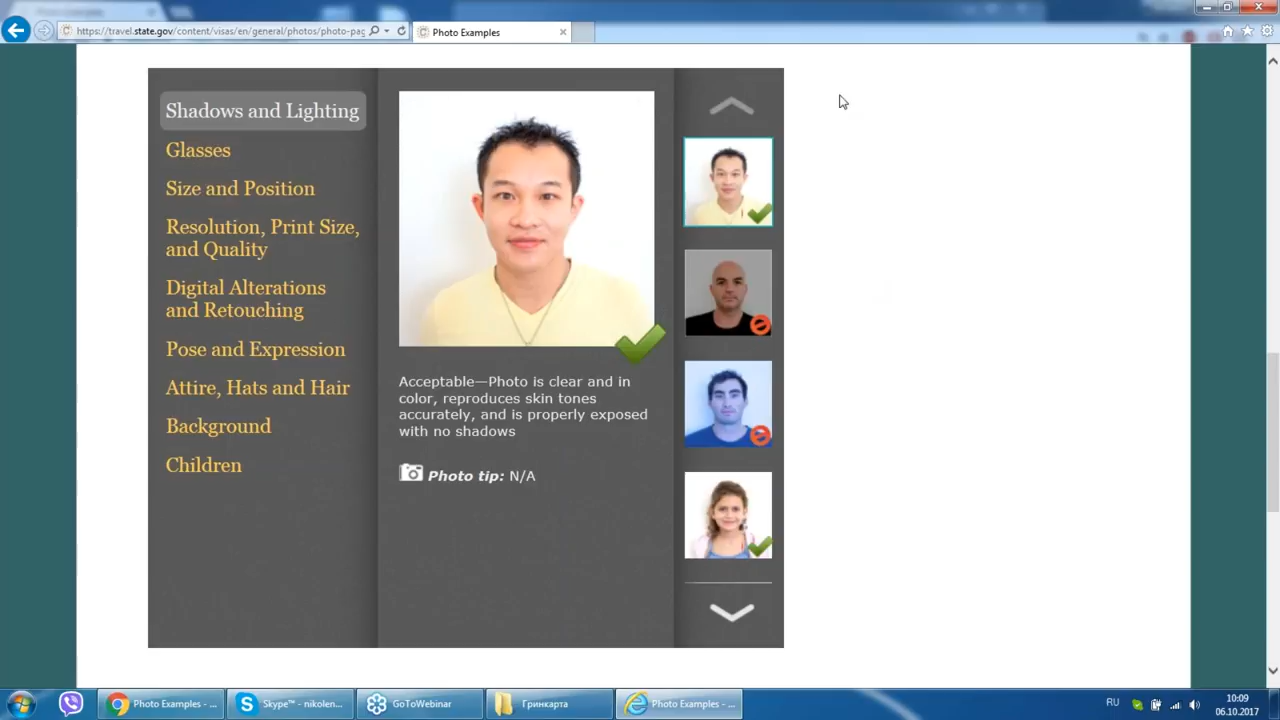 https://travel.state.gov/content/visas/en/general/photos/photo-pag
Photo Examples
Shadows and Lighting
Glasses
Size and Position
Resolution, Print Size,
and Quality
Digital Alterations
and Retouching
Pose and Expression
Attire, Hats and Hair
Background
Children
Acceptable—Photo is clear and in
color, reproduces skin tones
accurately, and is properly exposed
with no shadows
Photo tip: N/A
Photo Examples - ...
Skype™ - nikolen...
GoToWebinar
Гринкарта
Photo Examples - ...
RU
10:09
06.10.2017